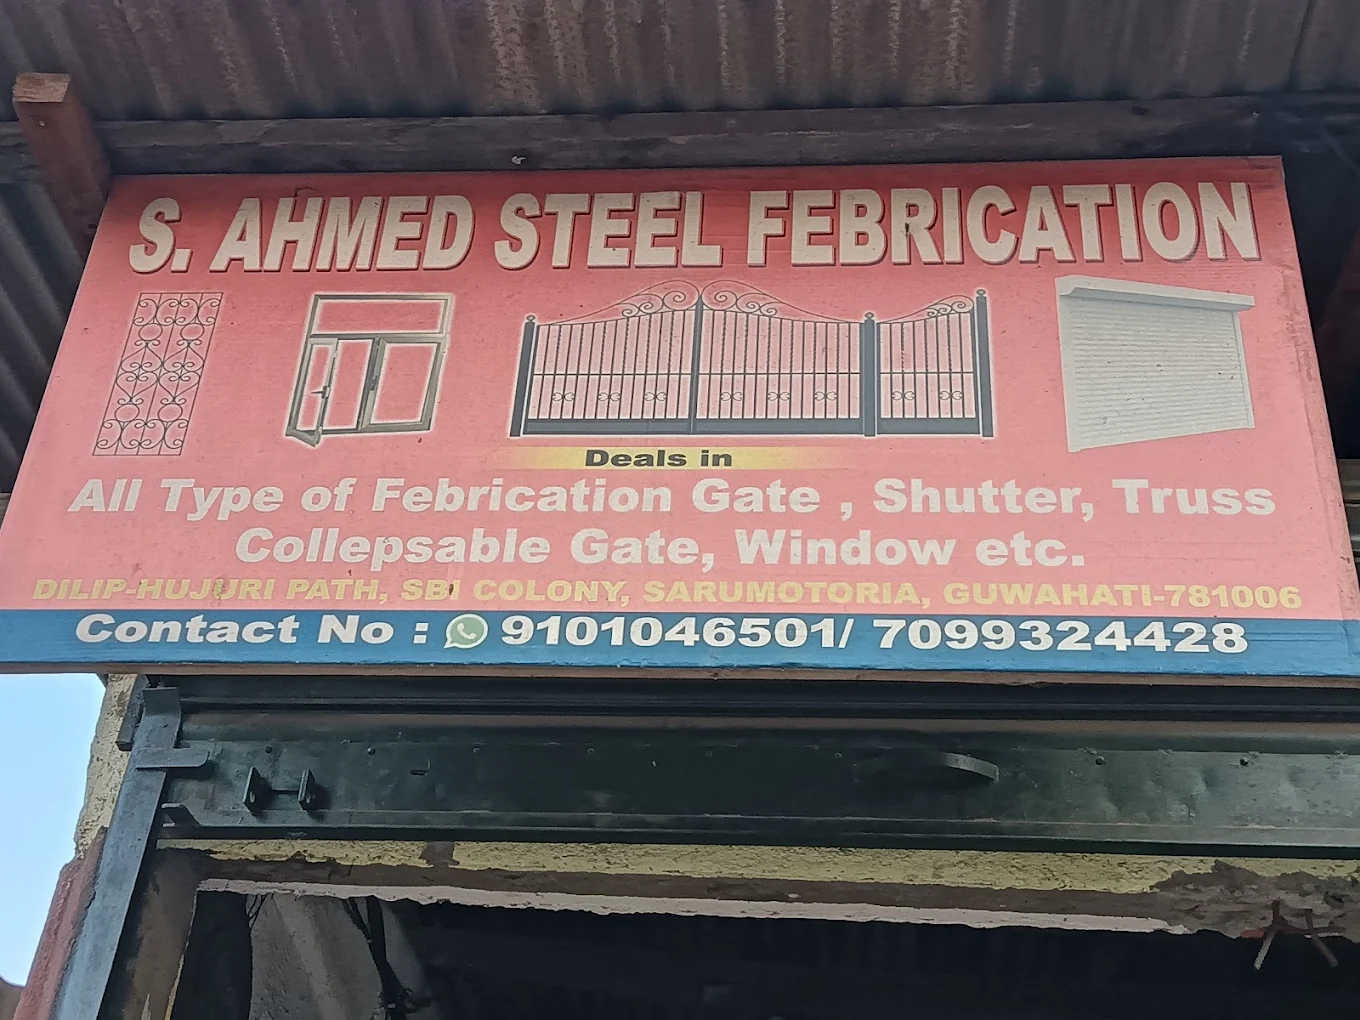 S. AHMED STEEL FEBRICATION
Deals in
All Type of Febrication Gate , Shutter, Truss
Collepsable Gate, Window etc.
DILIP-HUJURI PATH, SBI COLONY, SARUMOTORIA, GUWAHATI-781006
Contact No : 9101046501/ 7099324428